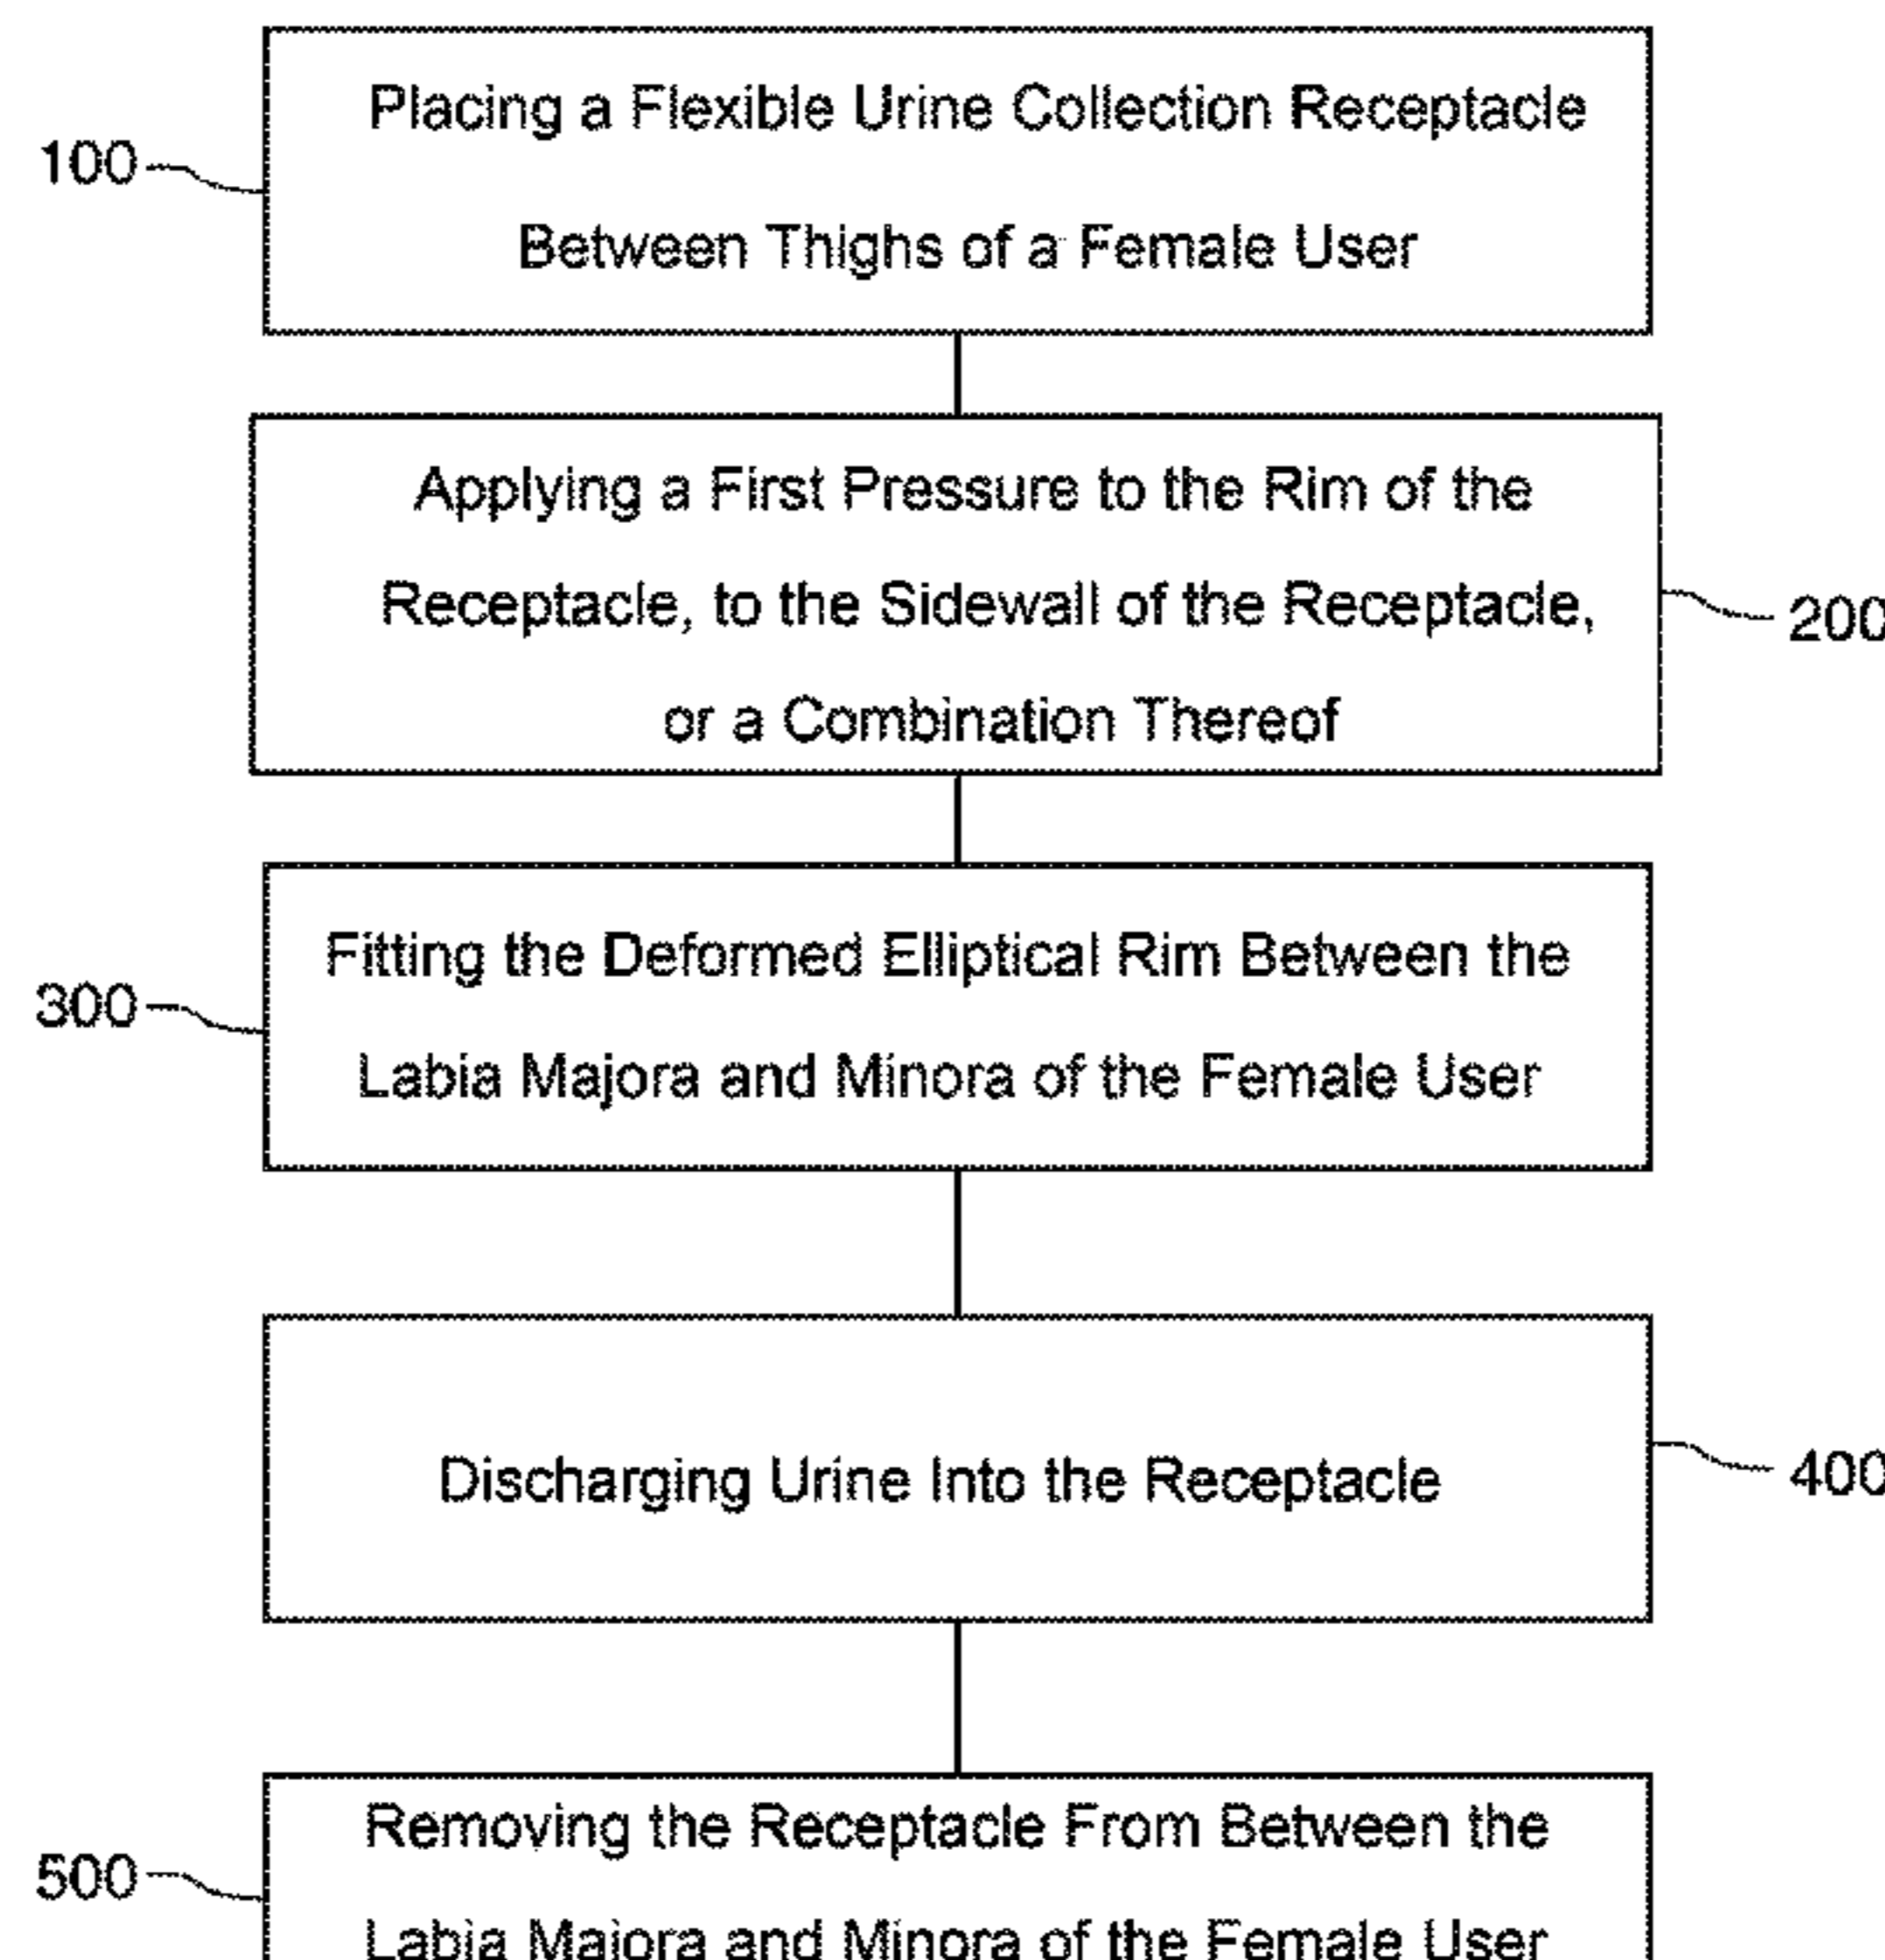 Placing a Flexible Urine Collection Receptacle
100
Between Thighs of a Female User
Applying a First Pressure to the Rim of the
Receptacle, to the Sidewall of the Receptacle,
200
or a Combination Thereof
Fitting the Deformed Elliptical Rim Between the
300
Labia Majora and Minora of the Female User
Discharging Urine Into the Receptacle
400
Removing the Receptacle From Between the
500
Labia Majora and Minora of the Female User